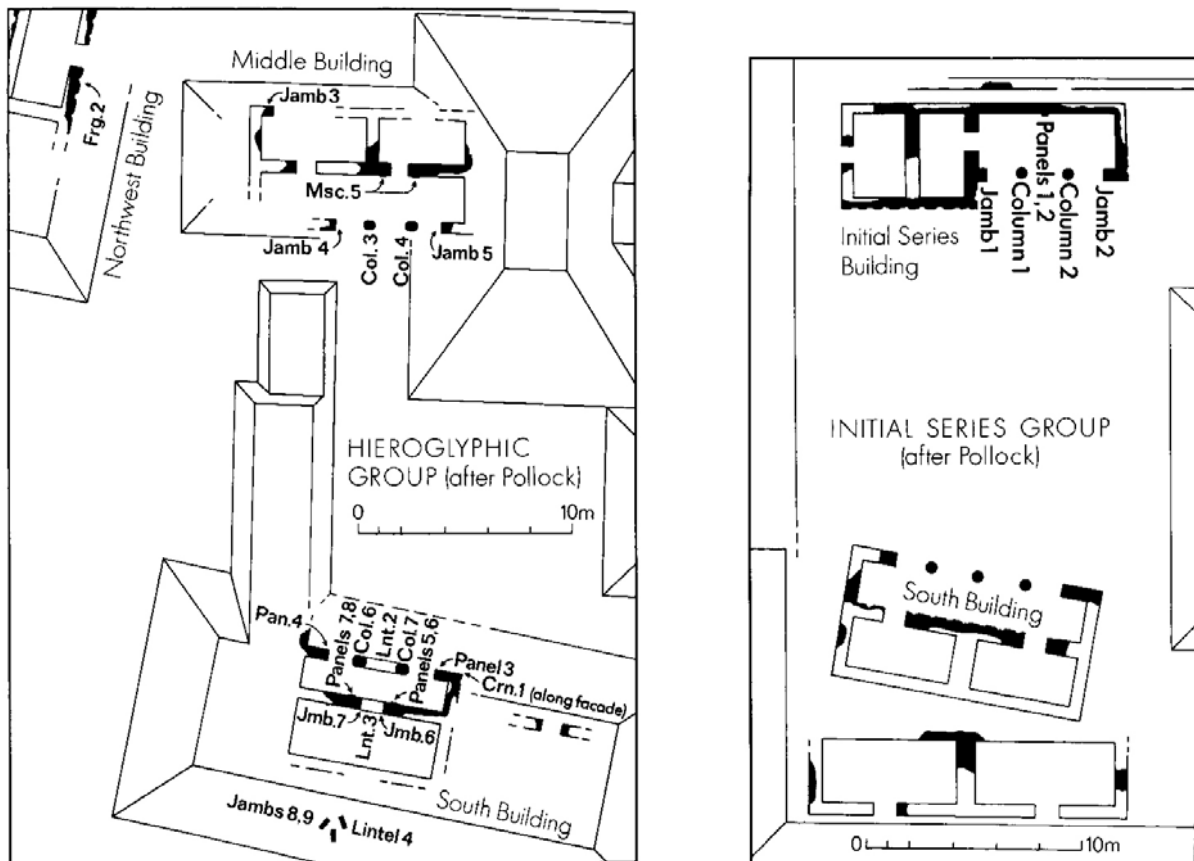 Middle Building
Jamb 3
Frg.2
Northwest Building
Msc.5
Jamb 4
Col. 3
Col. 4
Jamb 5
HIEROGLYPHIC
GROUP (after Pollock)
0 10m
Pan.4
Panels 7,8
Col.6
Lnt.2
Col.7
Panels 5,6
Panel 3
Crn.1 (along facade)
Jmb.7
Lnt.3
Jmb.6
South Building
Jambs 8,9
Lintel 4
Jamb 1
Column 1
Panels 1,2
Column 2
Jamb 2
Initial Series
Building
INITIAL SERIES GROUP
(after Pollock)
South Building
0 10m